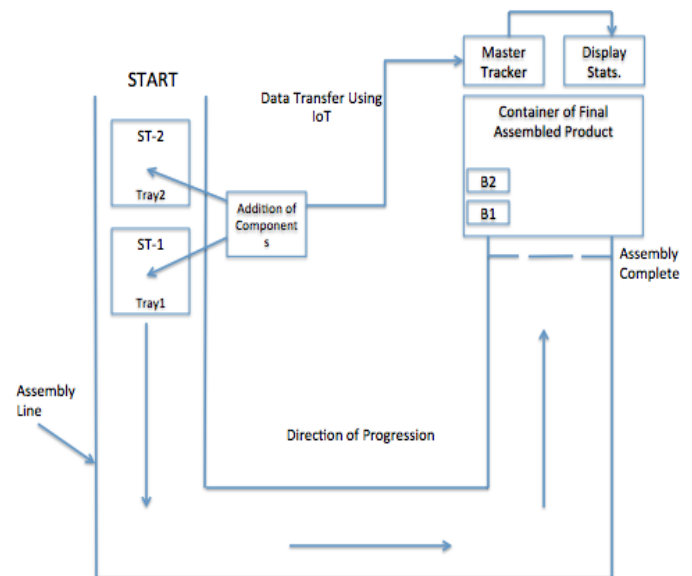 START
ST-2
Tray2
ST-1
Tray1
Addition of
Component
s
Data Transfer Using
IoT
Master
Tracker
Display
Stats.
Container of Final
Assembled Product
B2
B1
Assembly
Complete
Assembly
Line
Direction of Progression